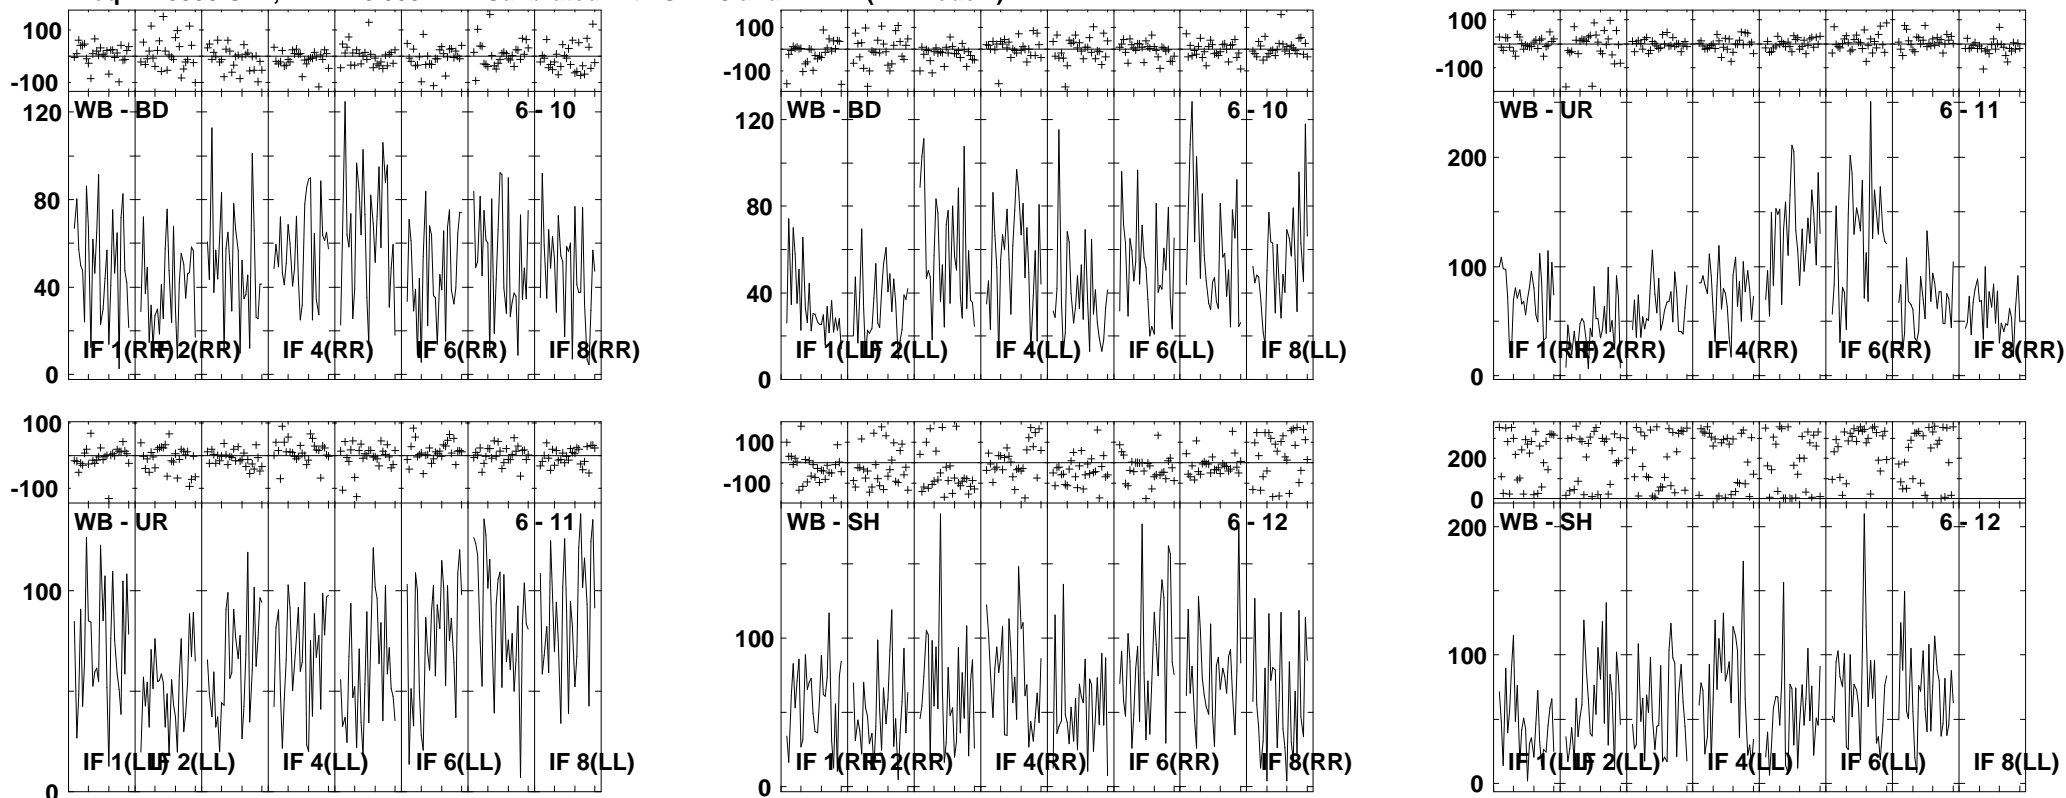 100
-100
120
80
40
0
WB - BD
6 - 10
IF 1(RR)
IF 2(RR)
IF 4(RR)
IF 6(RR)
IF 8(RR)
100
-100
120
80
40
0
WB - BD
6 - 10
IF 1(LL)
IF 2(LL)
IF 4(LL)
IF 6(LL)
IF 8(LL)
100
-100
200
100
0
WB - UR
6 - 11
IF 1(RR)
IF 2(RR)
IF 4(RR)
IF 6(RR)
IF 8(RR)
100
-100
100
0
WB - UR
6 - 11
IF 1(LL)
IF 2(LL)
IF 4(LL)
IF 6(LL)
IF 8(LL)
100
-100
100
0
WB - SH
6 - 12
IF 1(RR)
IF 2(RR)
IF 4(RR)
IF 6(RR)
IF 8(RR)
200
0
200
100
0
WB - SH
6 - 12
IF 1(LL)
IF 2(LL)
IF 4(LL)
IF 6(LL)
IF 8(LL)